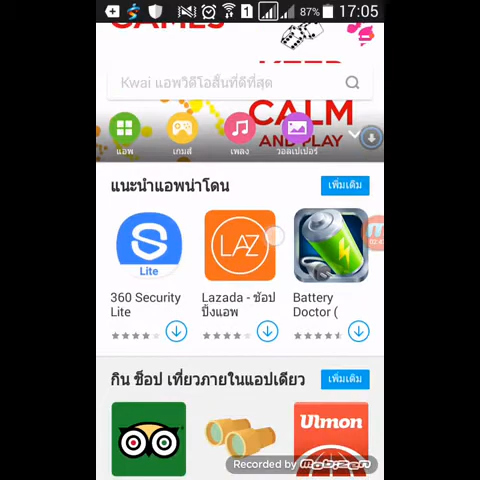 1 87% 17:05
GAMES
KEEP
Kwai แอพวิดีโอสั้นที่ดีที่สุด
CALM
AND PLAY
แอพ เกมส์ เพลง วอลเปเปอร์
แนะนำแอพน่าโดน เพิ่มเติม
Lite
LAZ
360 Security Lite
Lazada - ช้อปปิ้งแอพ
Battery Doctor (
กิน ช็อป เที่ยวภายในแอปเดียว เพิ่มเติม
Ulmon
Recorded by mobizen